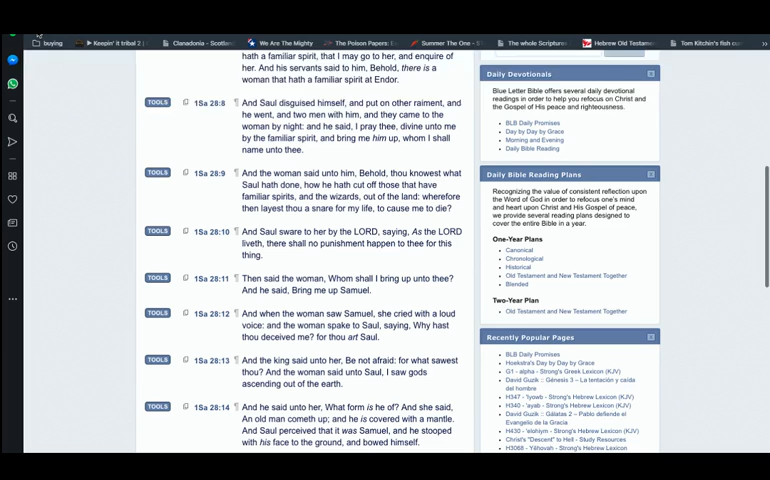 buying
Keepin' it tribal 2 |
Clanadonia - Scotlan
We Are The Mighty
The Poison Papers: E
Summer The One - S
The whole Scripture
Hebrew Old Testame
Tom Kitchin's fish cu
»
hath a familiar spirit, that I may go to her, and enquire of
her. And his servants said to him, Behold, there is a
woman that hath a familiar spirit at Endor.
TOOLS 1Sa 28:8 ¶ And Saul disguised himself, and put on other raiment, and
he went, and two men with him, and they came to the
woman by night: and he said, I pray thee, divine unto me
by the familiar spirit, and bring me him up, whom I shall
name unto thee.
TOOLS 1Sa 28:9 ¶ And the woman said unto him, Behold, thou knowest what
Saul hath done, how he hath cut off those that have
familiar spirits, and the wizards, out of the land: wherefore
then layest thou a snare for my life, to cause me to die?
TOOLS 1Sa 28:10 ¶ And Saul sware to her by the LORD, saying, As the LORD
liveth, there shall no punishment happen to thee for this
thing.
TOOLS 1Sa 28:11 ¶ Then said the woman, Whom shall I bring up unto thee?
And he said, Bring me up Samuel.
TOOLS 1Sa 28:12 ¶ And when the woman saw Samuel, she cried with a loud
voice: and the woman spake to Saul, saying, Why hast
thou deceived me? for thou art Saul.
TOOLS 1Sa 28:13 ¶ And the king said unto her, Be not afraid: for what sawest
thou? And the woman said unto Saul, I saw gods
ascending out of the earth.
TOOLS 1Sa 28:14 ¶ And he said unto her, What form is he of? And she said,
An old man cometh up; and he is covered with a mantle.
And Saul perceived that it was Samuel, and he stooped
with his face to the ground, and bowed himself.
Daily Devotionals
Blue Letter Bible offers several daily devotional
readings in order to help you refocus on Christ and
the Gospel of His peace and righteousness.
BLB Daily Promises
Day by Day by Grace
Morning and Evening
Daily Bible Reading
Daily Bible Reading Plans
Recognizing the value of consistent reflection upon
the Word of God in order to refocus one's mind
and heart upon Christ and His Gospel of peace,
we provide several reading plans designed to
cover the entire Bible in a year.
One-Year Plans
Canonical
Chronological
Historical
Old Testament and New Testament Together
Blended
Two-Year Plan
Old Testament and New Testament Together
Recently Popular Pages
BLB Daily Promises
Hoekstra's Day by Day by Grace
G1 - alpha - Strong's Greek Lexicon (KJV)
David Guzik :: Génesis 3 – La tentación y caída
del hombre
H347 - 'Iyowb - Strong's Hebrew Lexicon (KJV)
H340 - 'ayab - Strong's Hebrew Lexicon (KJV)
David Guzik :: Gálatas 2 – Pablo defiende el
Evangelio de la Gracia
H430 - 'elohiym - Strong's Hebrew Lexicon (KJV)
Christ's "Descent" to Hell - Study Resources
H3068 - Yĕhovah - Strong's Hebrew Lexicon